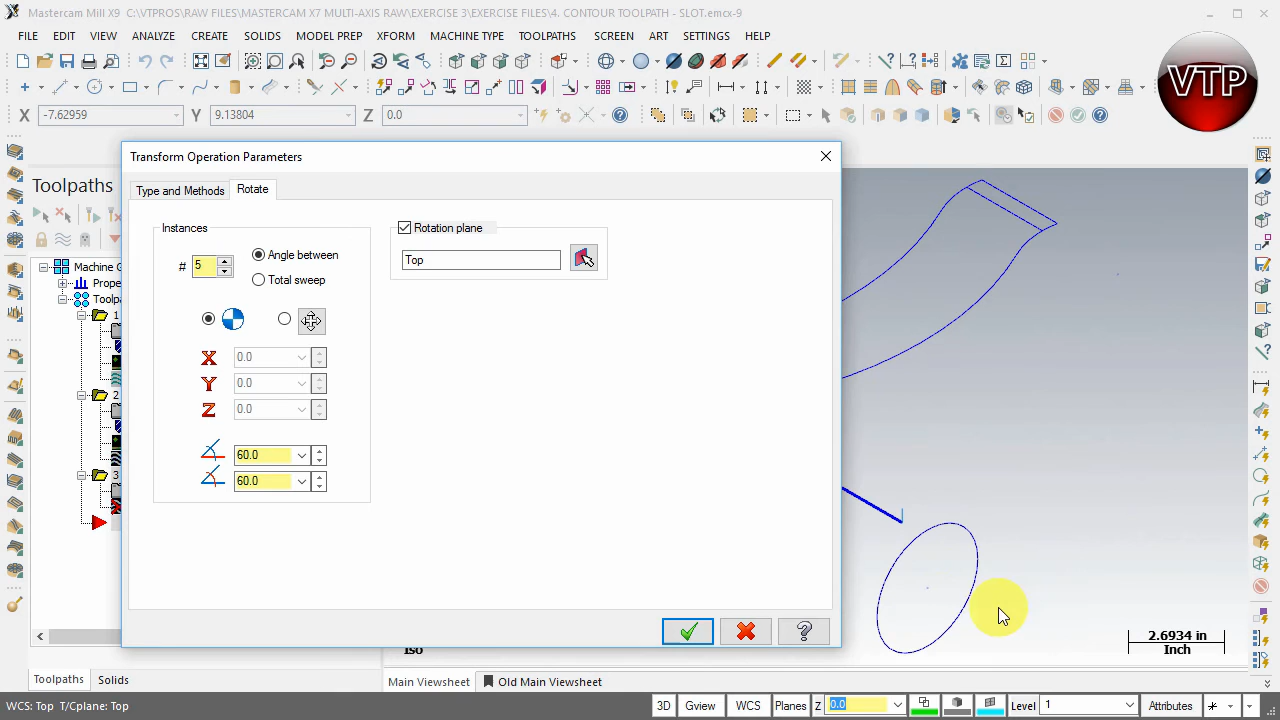 Mastercam Mill X9 C:\VTPROS\RAW FILES\MASTERCAM X7 MULTI-AXIS RAW\EXERCISE 3\EXERCISE FILES\4. CONTOUR TOOLPATH - SLOT.emcx-9
FILE EDIT VIEW ANALYZE CREATE SOLIDS MODEL PREP XFORM MACHINE TYPE TOOLPATHS SCREEN ART SETTINGS HELP
VTP
X -7.62959 Y 9.13804 Z 0.0
Transform Operation Parameters
Toolpaths
Type and Methods Rotate
Instances
Rotation plane
# 5
Angle between
Total sweep
Top
Machine G
Prope
Toolpa
1
2
3
X 0.0
Y 0.0
Z 0.0
60.0
60.0
Iso
2.6934 in
Inch
Toolpaths Solids
Main Viewsheet Old Main Viewsheet
WCS: Top T/Cplane: Top
3D Gview WCS Planes Z 0.0 Level 1 Attributes